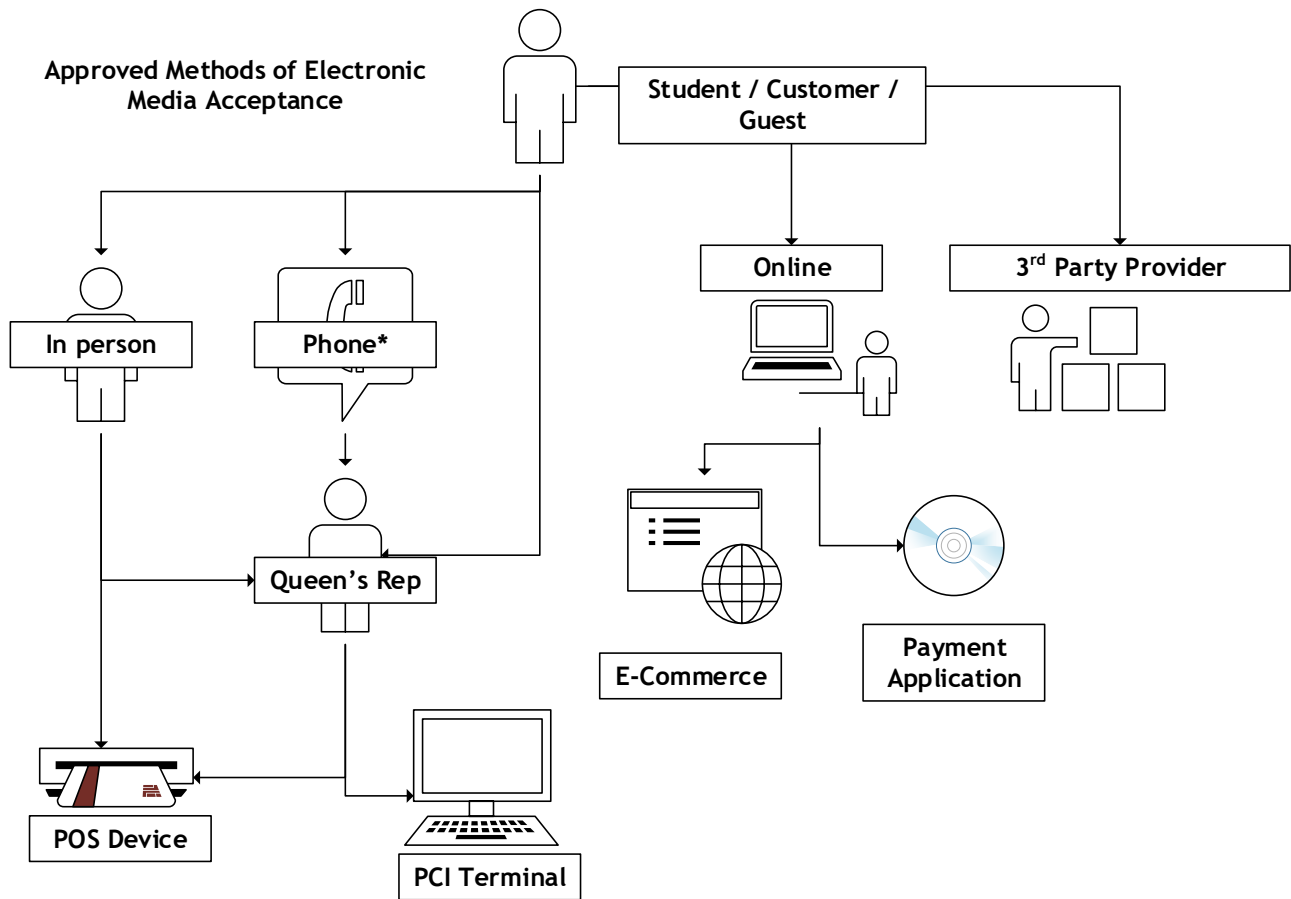 Approved Methods of Electronic
Media Acceptance
Student / Customer /
Guest
Online
3rd Party Provider
In person
Phone*
Queen’s Rep
E-Commerce
Payment
Application
POS Device
PCI Terminal